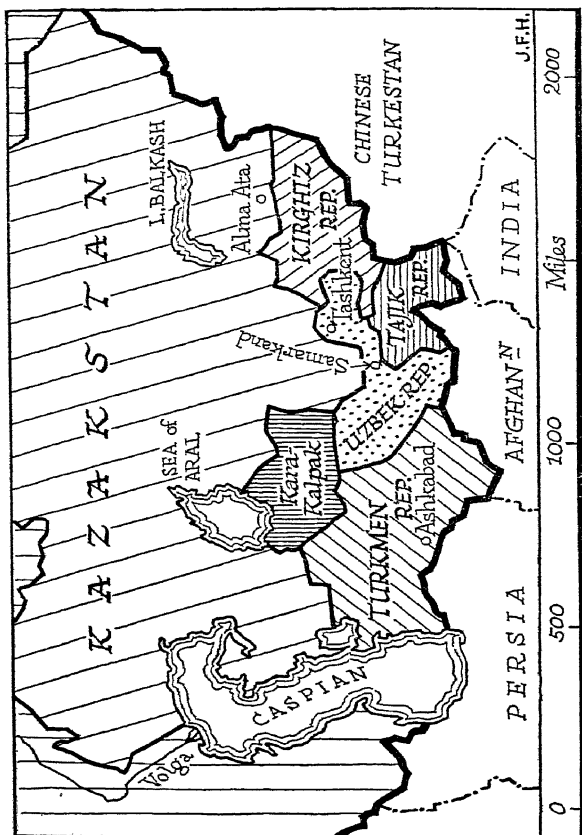 KAZAKSTAN
L. BALKASH
Alma Ata
SEA of
ARAL
KIRGHIZ
REP.
Tashkent
Samarkand
CHINESE
TURKESTAN
Kara-
Kalpak
UZBEK REP.
TAJIK REP.
TURKMEN
REP.
Ashkabad
Volga
CASPIAN
PERSIA
AFGHANN
INDIA
J.F.H.
0
500
1000
Miles
2000